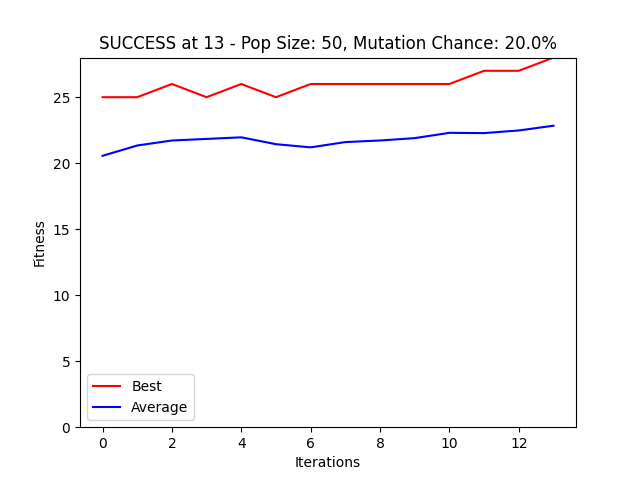 SUCCESS at 13 - Pop Size: 50, Mutation Chance: 20.0%
25
20
15
10
5
0
Fitness
Best
Average
0 2 4 6 8 10 12
Iterations